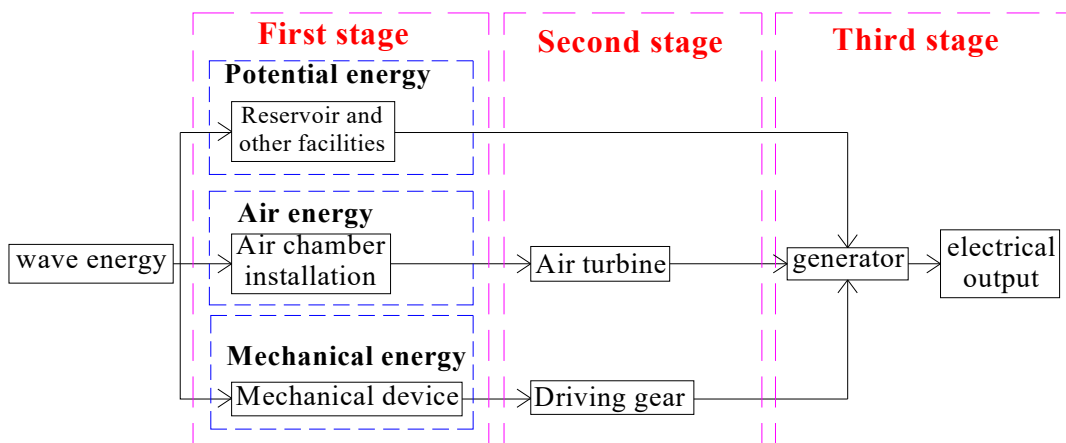 First stage
Second stage
Third stage
Potential energy
Reservoir and
other facilities
Air energy
Air chamber
installation
wave energy
Air turbine
generator
electrical
output
Mechanical energy
Mechanical device
Driving gear